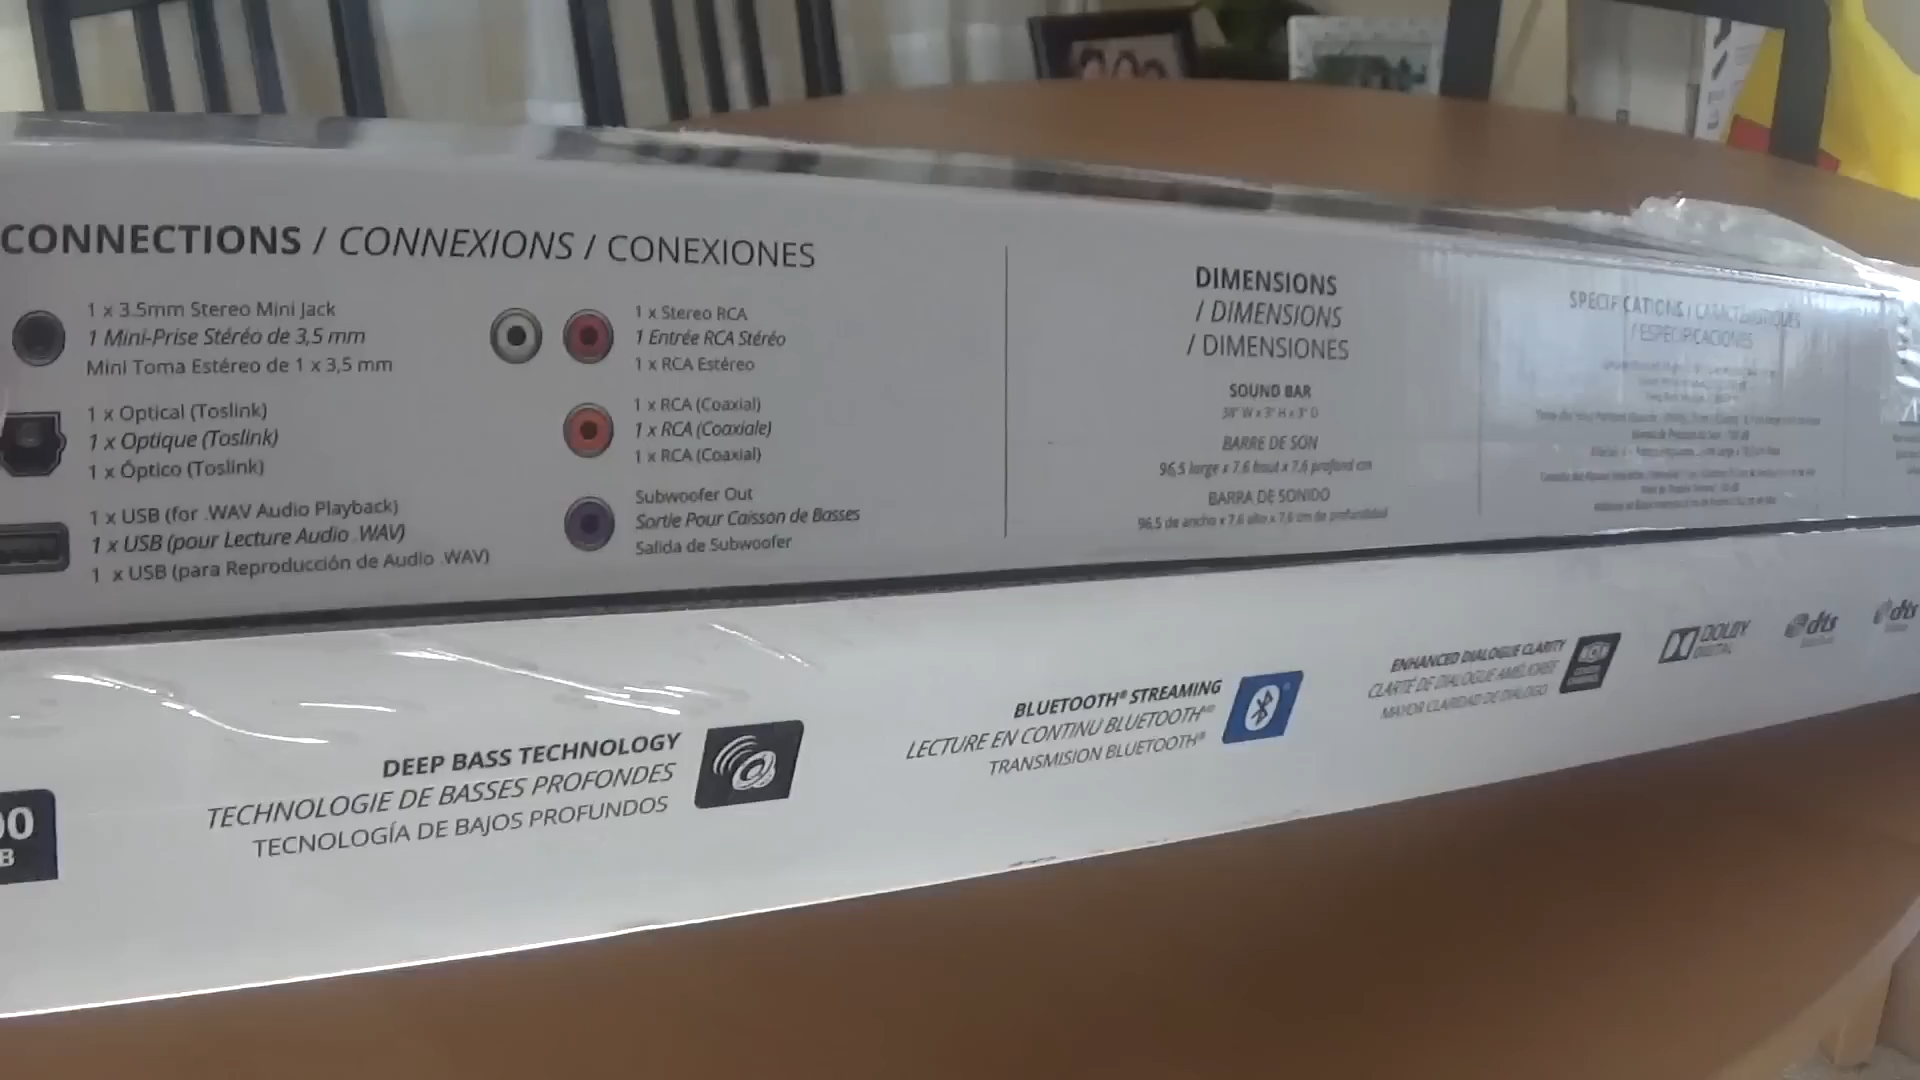 CONNECTIONS / CONNEXIONS / CONEXIONES
1 x 3.5mm Stereo Mini Jack
1 Mini-Prise Stéréo de 3,5 mm
Mini Toma Estéreo de 1 x 3,5 mm
1 x Optical (Toslink)
1 x Optique (Toslink)
1 x Óptico (Toslink)
1 x USB (for .WAV Audio Playback)
1 x USB (pour Lecture Audio .WAV)
1 x USB (para Reproducción de Audio .WAV)
1 x Stereo RCA
1 Entrée RCA Stéréo
1 x RCA Estéreo
1 x RCA (Coaxial)
1 x RCA (Coaxiale)
1 x RCA (Coaxial)
Subwoofer Out
Sortie Pour Caisson de Basses
Salida de Subwoofer
DIMENSIONS
/ DIMENSIONS
/ DIMENSIONES
SOUND BAR
38" W x 3" H x 3" D
BARRE DE SON
96,5 large x 7,6 haut x 7,6 profond cm
BARRA DE SONIDO
96,5 de ancho x 7,6 alto x 7,6 cm de profundidad
SPECIFICATIONS / CARACTÉRISTIQUES
/ ESPECIFICACIONES
00
B
DEEP BASS TECHNOLOGY
TECHNOLOGIE DE BASSES PROFONDES
TECNOLOGÍA DE BAJOS PROFUNDOS
BLUETOOTH® STREAMING
LECTURE EN CONTINU BLUETOOTH
TRANSMISION BLUETOOTH®
ENHANCED DIALOGUE CLARITY
CLARTÉ DE DIALOGUE AMÉLIORÉE
MAYOR CLARIDAD DE DIÁLOGO
DOLBY
DIGITAL
dts
dts